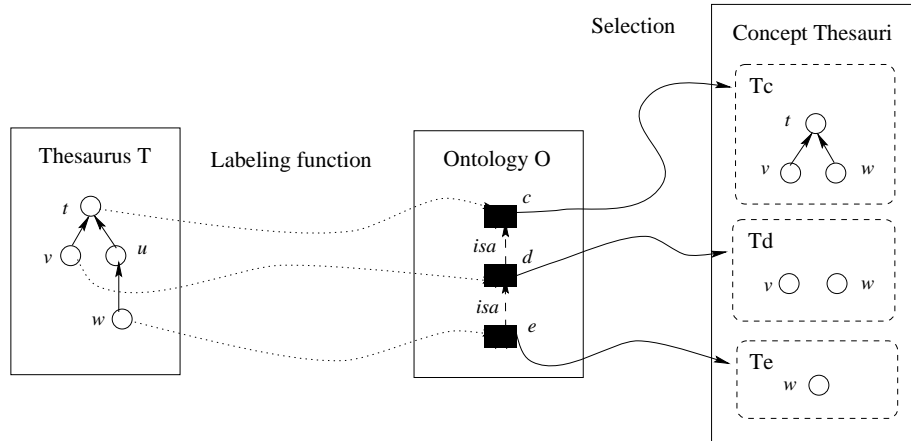 Selection
Concept Thesauri
Tc
t
v
w
Thesaurus T
Labeling function
Ontology O
t
v
u
w
c
isa
d
isa
e
Td
v
w
Te
w